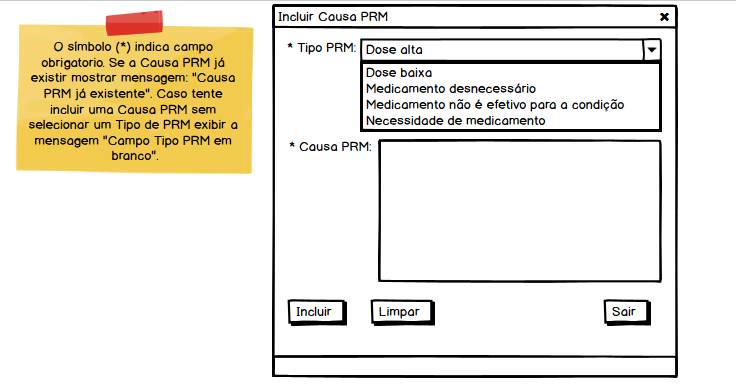 O símbolo (*) indica campo
obrigatorio. Se a Causa PRM já
existir mostrar mensagem: "Causa
PRM já existente". Caso tente
incluir uma Causa PRM sem
selecionar um Tipo de PRM exibir a
mensagem "Campo Tipo PRM em
branco".
Incluir Causa PRM
* Tipo PRM: Dose alta
Dose baixa
Medicamento desnecessário
Medicamento não é efetivo para a condição
Necessidade de medicamento
* Causa PRM:
Incluir Limpar Sair